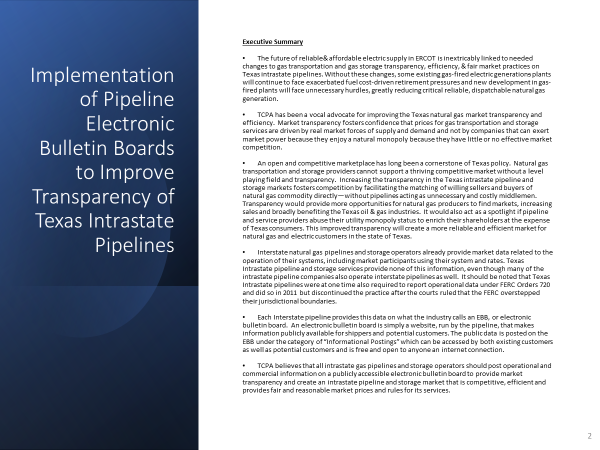 Implementation
of Pipeline
Electronic
Bulletin Boards
to Improve
Transparency of
Texas Intrastate
Pipelines
Executive Summary
• The future of reliable& affordable electric supply in ERCOT is inextricably linked to needed
changes to gas transportation and gas storage transparency, efficiency, & fair market practices on
Texas intrastate pipelines. Without these changes, some existing gas-fired electric generations plants
will continue to face exacerbated fuel cost-driven retirement pressures and new development in gas-
fired plants will face unnecessary hurdles, greatly reducing critical reliable, dispatchable natural gas
generation.
• TCPA has been a vocal advocate for improving the Texas natural gas market transparency and
efficiency. Market transparency fosters confidence that prices for gas transportation and storage
services are driven by real market forces of supply and demand and not by companies that can exert
market power because they enjoy a natural monopoly because they have little or no effective market
competition.
• An open and competitive marketplace has long been a cornerstone of Texas policy. Natural gas
transportation and storage providers cannot support a thriving competitive market without a level
playing field and transparency. Increasing the transparency in the Texas intrastate pipeline and
storage markets fosters competition by facilitating the matching of willing sellers and buyers of
natural gas commodity directly—without pipelines acting as unnecessary and costly middlemen.
Transparency would provide more opportunities for natural gas producers to find markets, increasing
sales and broadly benefiting the Texas oil & gas industries. It would also act as a spotlight if pipeline
and service providers abuse their utility monopoly status to enrich their shareholders at the expense
of Texas consumers. This improved transparency will create a more reliable and efficient market for
natural gas and electric customers in the state of Texas.
• Interstate natural gas pipelines and storage operators already provide market data related to the
operation of their systems, including market participants using their system and rates. Texas
Intrastate pipeline and storage services provide none of this information, even though many of the
intrastate pipeline companies also operate interstate pipelines as well. It should be noted that Texas
Intrastate pipelines were at one time also required to report operational data under FERC Orders 720
and did so in 2011 but discontinued the practice after the courts ruled that the FERC overstepped
their jurisdictional boundaries.
• Each Interstate pipeline provides this data on what the industry calls an EBB, or electronic
bulletin board. An electronic bulletin board is simply a website, run by the pipeline, that makes
information publicly available for shippers and potential customers. The public data is posted on the
EBB under the category of "Informational Postings" which can be accessed by both existing customers
as well as potential customers and is free and open to anyone an internet connection.
• TCPA believes that all intrastate gas pipelines and storage operators should post operational and
commercial information on a publicly accessible electronic bulletin board to provide market
transparency and create an intrastate pipeline and storage market that is competitive, efficient and
provides fair and reasonable market prices and rules for its services.
2